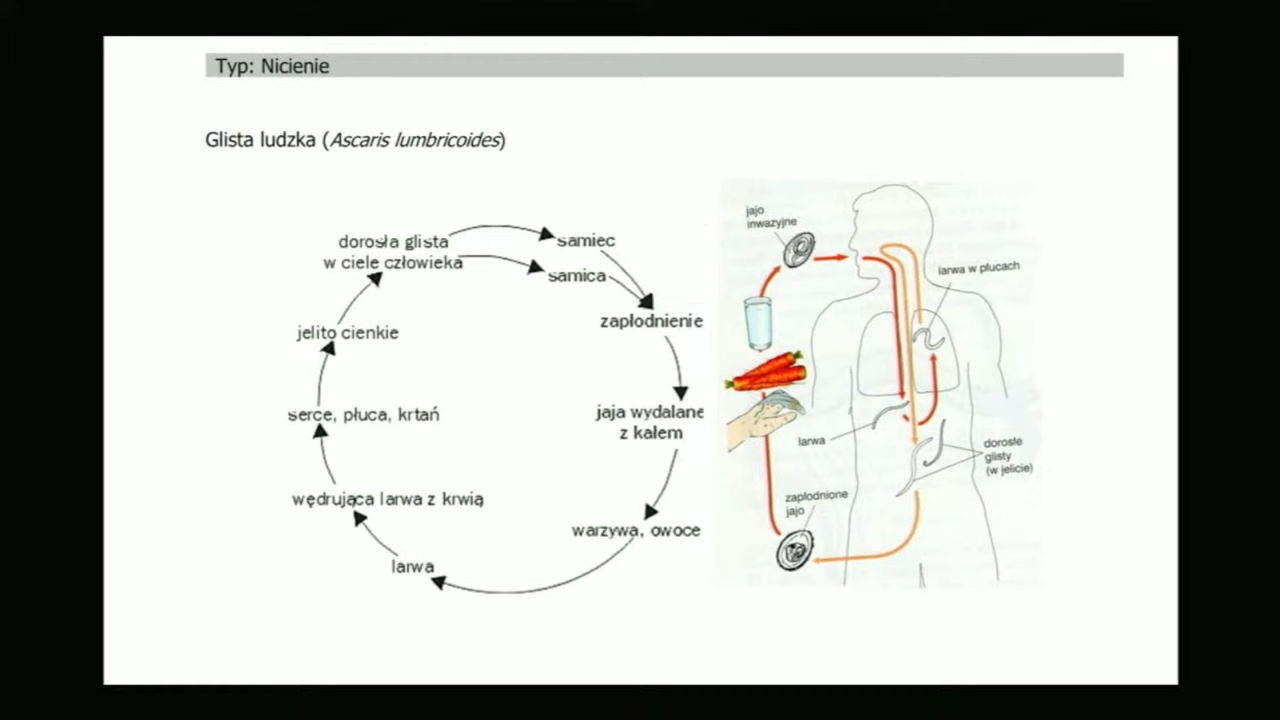 Typ: Nicienie
Glista ludzka (Ascaris lumbricoides)
dorosła glista
w ciele człowieka
samiec
samica
zapłodnienie
jaja wydalane
z kałem
warzywa, owoce
larwa
wędrująca larwa z krwią
serce, płuca, krtań
jelito cienkie
jajo
inwazyjne
larwa w płucach
larwa
dorosłe
glisty
(w jelicie)
zapłodnione
jajo